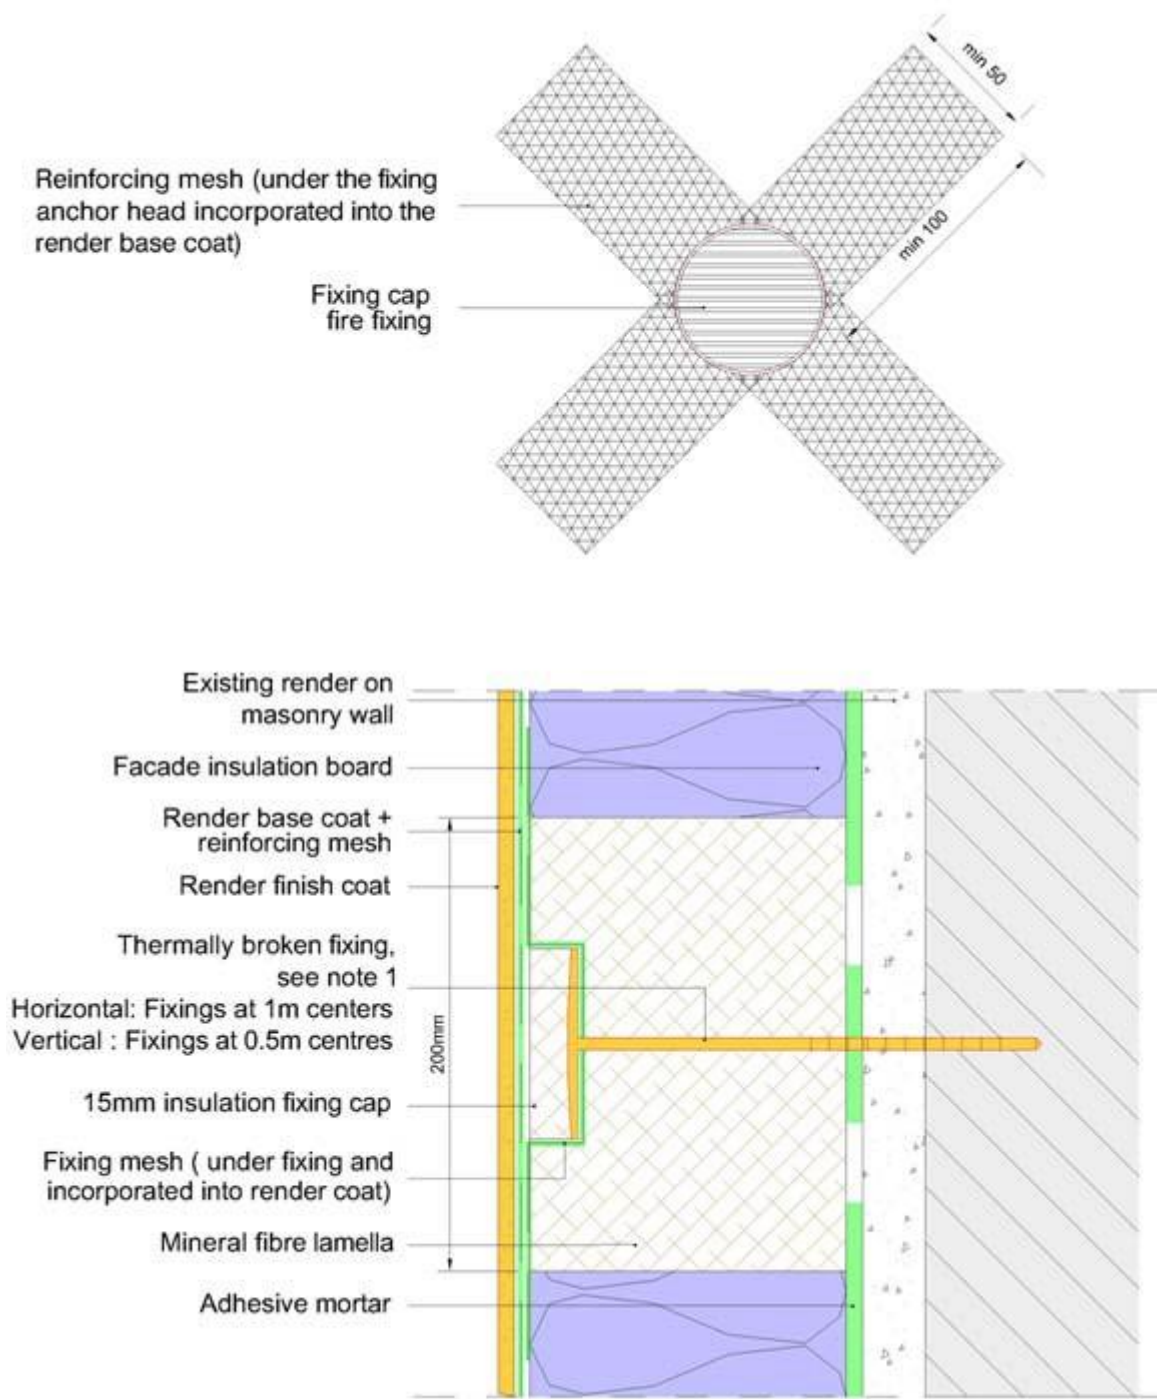 min 50
Reinforcing mesh (under the fixing
anchor head incorporated into the
render base coat)
min 100
Fixing cap
fire fixing
Existing render on
masonry wall
Facade insulation board
Render base coat +
reinforcing mesh
Render finish coat
Thermally broken fixing,
see note 1
Horizontal: Fixings at 1m centers
Vertical : Fixings at 0.5m centres
200mm
15mm insulation fixing cap
Fixing mesh ( under fixing and
incorporated into render coat)
Mineral fibre lamella
Adhesive mortar